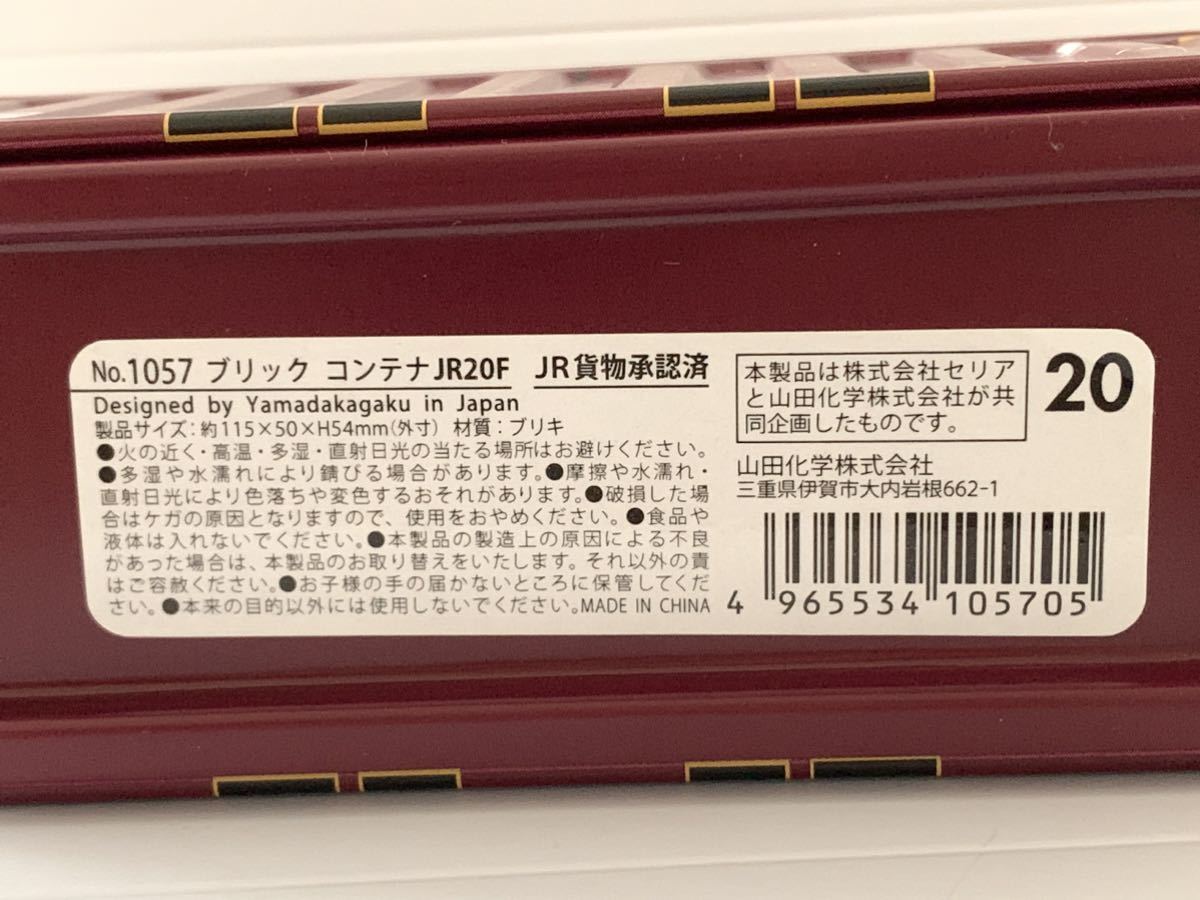 No.1057 ブリック コンテナJR20F JR貨物承認済
Designed by Yamadakagaku in Japan
製品サイズ:約115×50×H54mm(外寸) 材質:ブリキ
●火の近く・高温・多湿・直射日光の当たる場所はお避けください。
●多湿や水濡れにより錆びる場合があります。●摩擦や水濡れ・
直射日光により色落ちや変色するおそれがあります。●破損した場
合はケガの原因となりますので、使用をおやめください。●食品や
液体は入れないでください。●本製品の製造上の原因による不良
があった場合は、本製品のお取り替えをいたします。それ以外の責
はご容赦ください。●お子様の手の届かないところに保管してくだ
さい。●本来の目的以外には使用しないでください。MADE IN CHINA
本製品は株式会社セリア
と山田化学株式会社が共
同企画したものです。
20
山田化学株式会社
三重県伊賀市大内岩根662-1
4 965534 105705